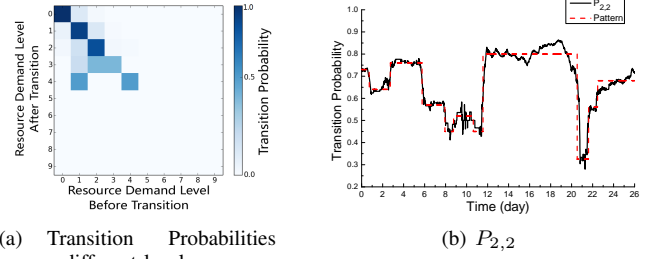 0
1
2
3
4
5
6
7
8
9
0 1 2 3 4 5 6 7 8 9
Resource Demand Level
After Transition
Resource Demand Level
Before Transition
1.0
0.5
0.0
Transition Probability
(a) Transition Probabilities
P2,2
Pattern
1.0
0.9
0.8
0.7
0.6
0.5
0.4
0.3
0.2
Transition Probability
0 2 4 6 8 10 12 14 16 18 20 22 24 26
Time (day)
(b) P2,2